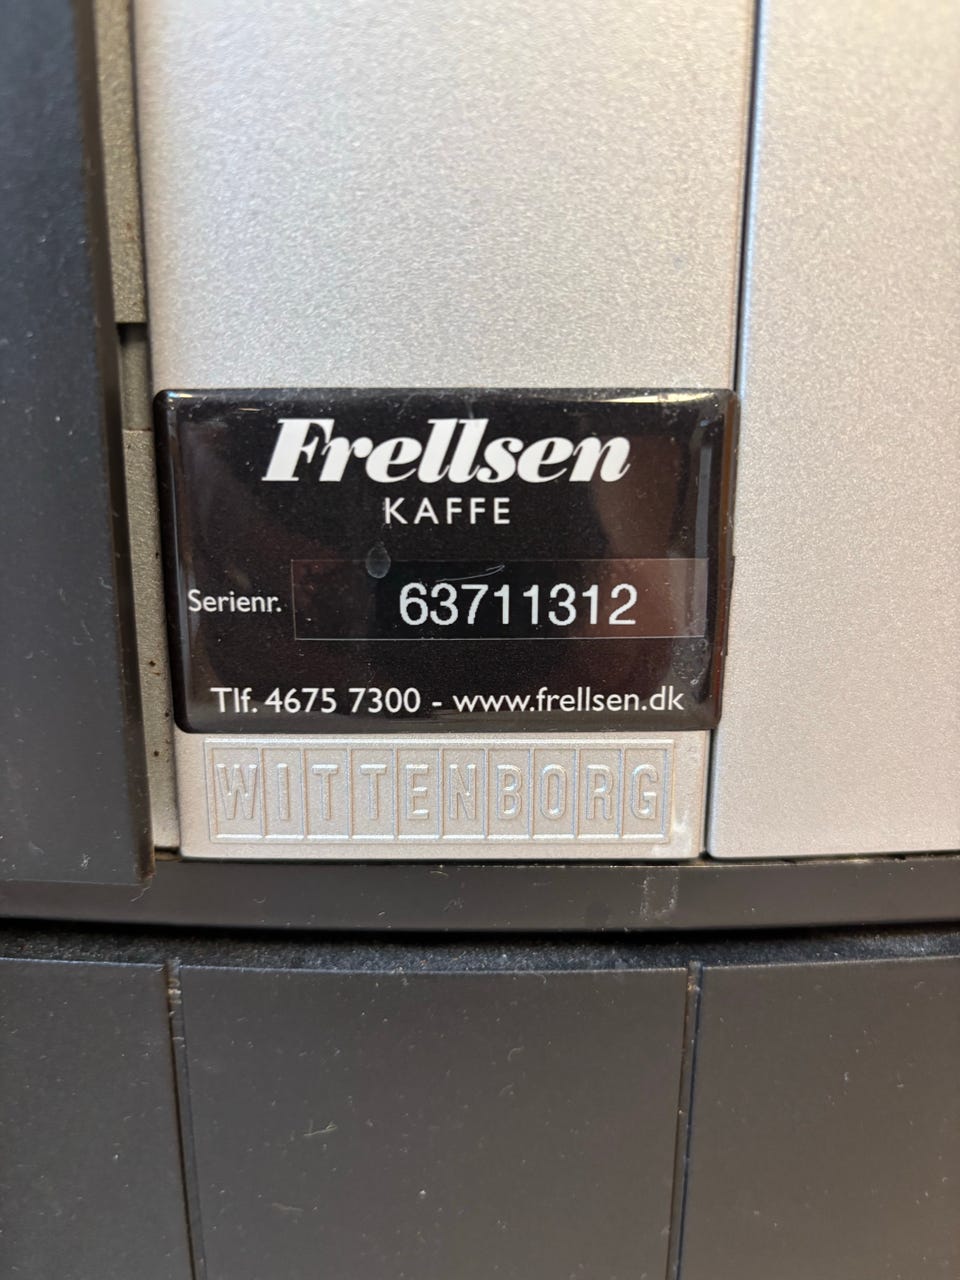 Frellsen
KAFFE
Serienr. 63711312
Tlf. 4675 7300 - www.frellsen.dk
WITTENBORG